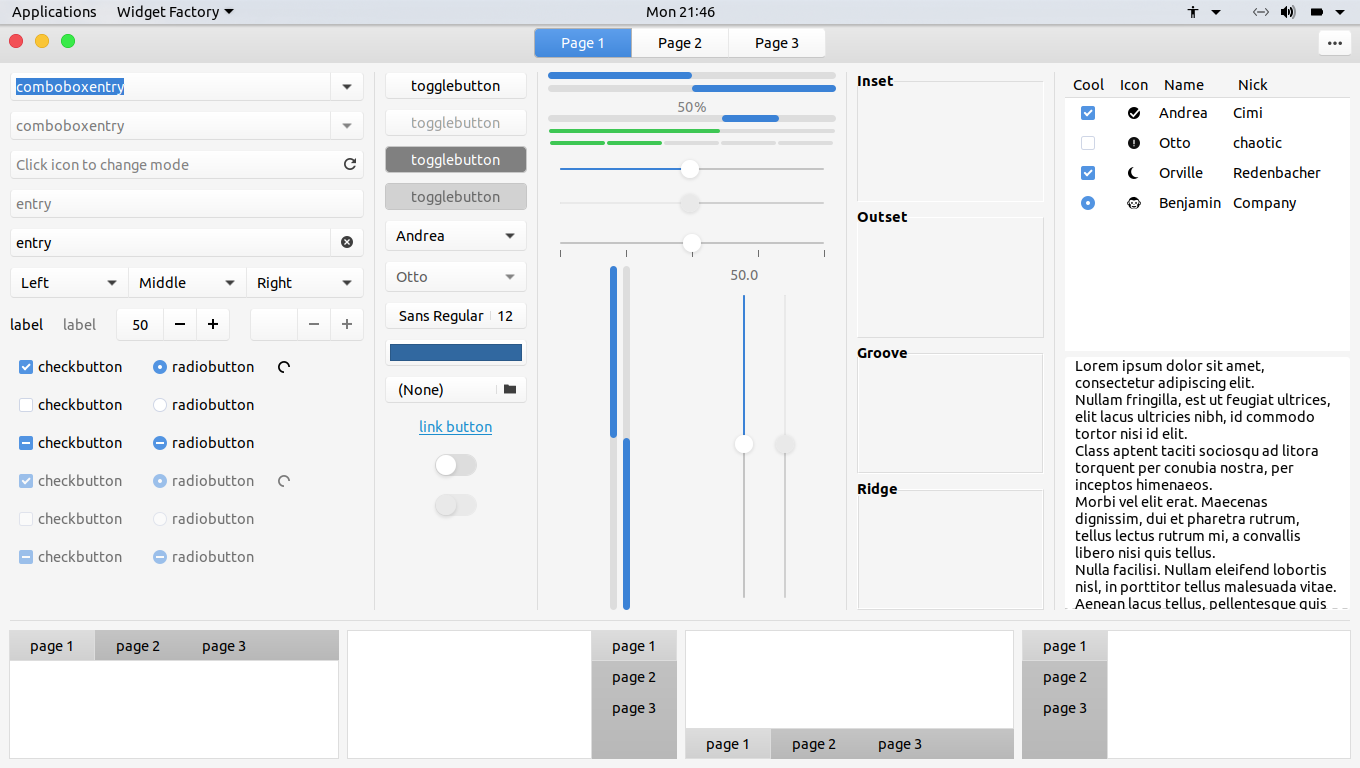 Applications Widget Factory Mon 21:46
Page 1 Page 2 Page 3
comboboxentry
comboboxentry
Click icon to change mode
entry
entry
Left Middle Right
label label 50
checkbutton radiobutton
checkbutton radiobutton
checkbutton radiobutton
checkbutton radiobutton
checkbutton radiobutton
checkbutton radiobutton
togglebutton
togglebutton
togglebutton
togglebutton
Andrea
Otto
Sans Regular 12
(None)
link button
50%
50.0
Inset
Outset
Groove
Ridge
Cool Icon Name Nick
Andrea Cimi
Otto chaotic
Orville Redenbacher
Benjamin Company
Lorem ipsum dolor sit amet,
consectetur adipiscing elit.
Nullam fringilla, est ut feugiat ultrices,
elit lacus ultricies nibh, id commodo
tortor nisi id elit.
Class aptent taciti sociosqu ad litora
torquent per conubia nostra, per
inceptos himenaeos.
Morbi vel elit erat. Maecenas
dignissim, dui et pharetra rutrum,
tellus lectus rutrum mi, a convallis
libero nisi quis tellus.
Nulla facilisi. Nullam eleifend lobortis
nisl, in porttitor tellus malesuada vitae.
Aenean lacus tellus, pellentesque quis
page 1 page 2 page 3
page 1
page 2
page 3
page 1 page 2 page 3
page 1
page 2
page 3